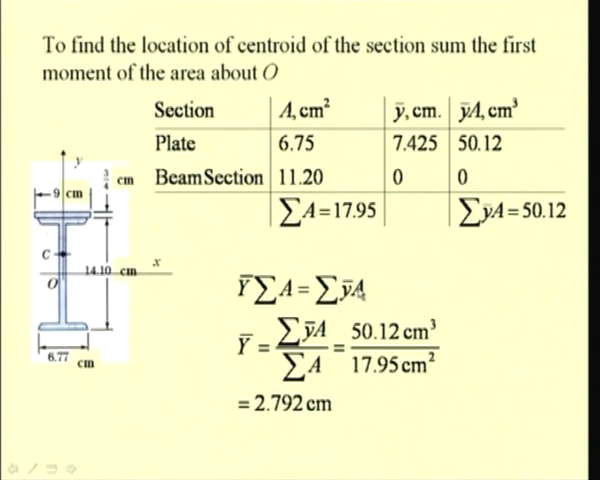 To find the location of centroid of the section sum the first
moment of the area about O
Section A, cm² ȳ, cm. ȳA, cm³
Plate 6.75 7.425 50.12
Beam Section 11.20 0 0
∑A = 17.95 ∑ȳA = 50.12
y
3/4 cm
9 cm
C
x
14.10 cm
O
6.77 cm
Ȳ∑A = ∑ȳA
Ȳ = ∑ȳA / ∑A = 50.12 cm³ / 17.95 cm²
= 2.792 cm